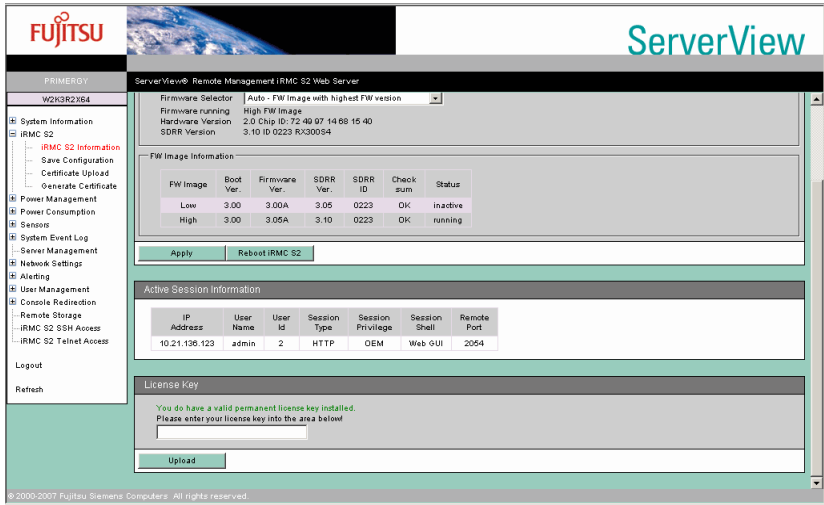 FUJITSU
ServerView
PRIMERGY
ServerView® Remote Management iRMC S2 Web Server
W2K3R2X64
System Information
iRMC S2
iRMC S2 Information
Save Configuration
Certificate Upload
Generate Certificate
Power Management
Power Consumption
Sensors
System Event Log
Server Management
Network Settings
Alerting
User Management
Console Redirection
Remote Storage
iRMC S2 SSH Access
iRMC S2 Telnet Access
Logout
Refresh
Firmware Selector Auto - FW Image with highest FW version
Firmware running High FW Image
Hardware Version 2.0 Chip ID: 72 49 97 14 68 15 40
SDRR Version 3.10 ID 0223 RX300S4
FW Image Information
FW Image Boot Ver. Firmware Ver. SDRR Ver. SDRR ID Check sum Status
Low 3.00 3.00A 3.05 0223 OK inactive
High 3.00 3.05A 3.10 0223 OK running
Apply Reboot iRMC S2
Active Session Information
IP Address User Name User Id Session Type Session Privilege Session Shell Remote Port
10.21.136.123 admin 2 HTTP OEM Web GUI 2054
License Key
You do have a valid permanent license key installed.
Please enter your license key into the area below!
Upload
© 2000-2007 Fujitsu Siemens Computers All rights reserved.